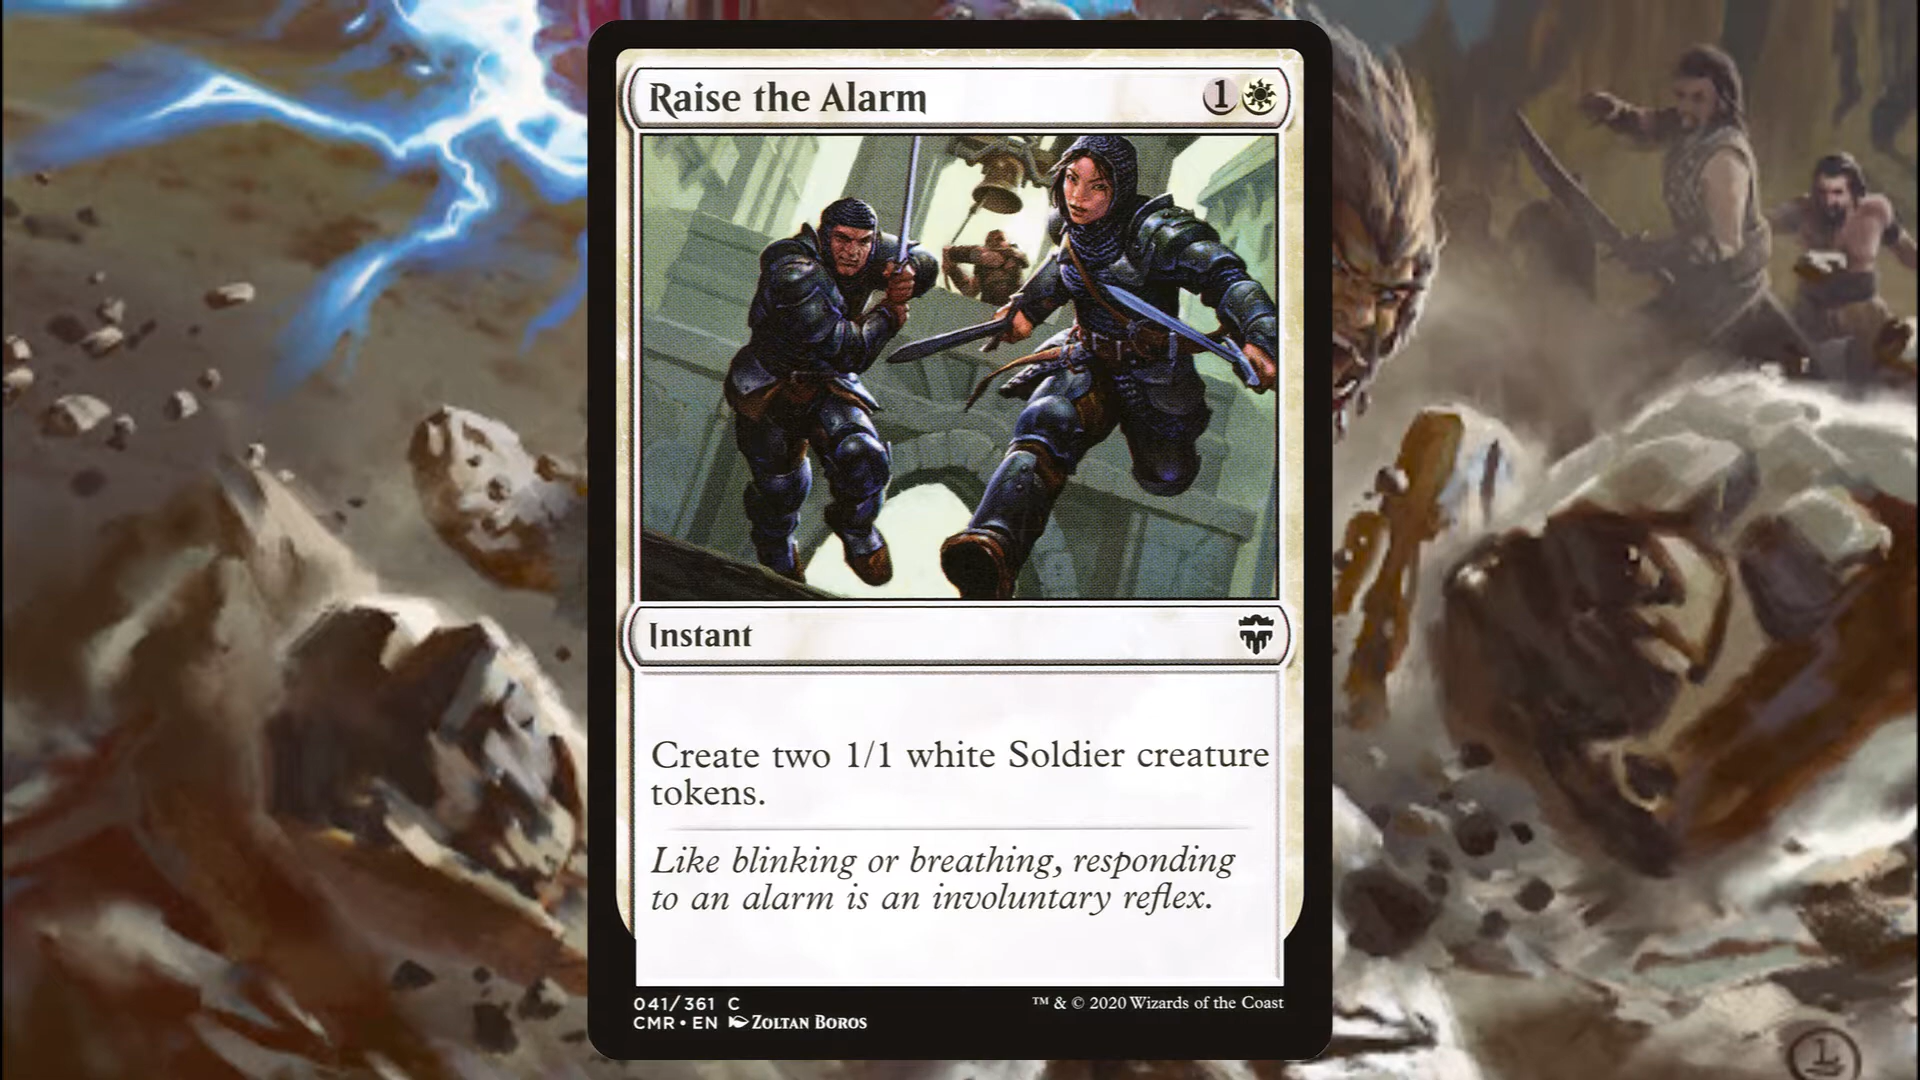 Raise the Alarm 1
Instant
Create two 1/1 white Soldier creature
tokens.
Like blinking or breathing, responding
to an alarm is an involuntary reflex.
041/361 C
™ & © 2020 Wizards of the Coast
CMR • EN Zoltan Boros